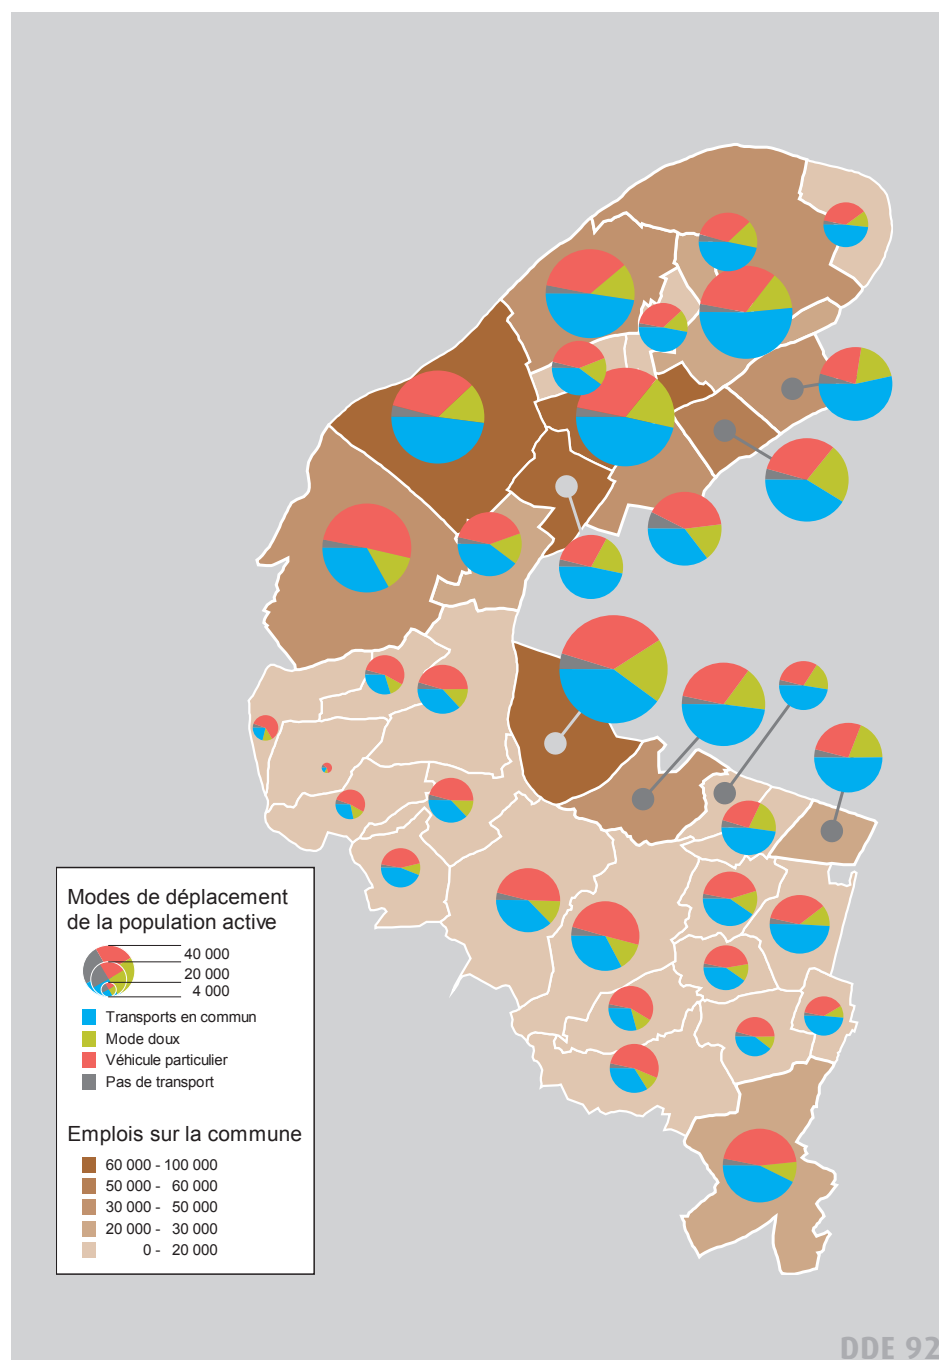 Modes de déplacement
de la population active
40 000
20 000
4 000
Transports en commun
Mode doux
Véhicule particulier
Pas de transport
Emplois sur la commune
60 000 - 100 000
50 000 - 60 000
30 000 - 50 000
20 000 - 30 000
0 - 20 000
DDE 92